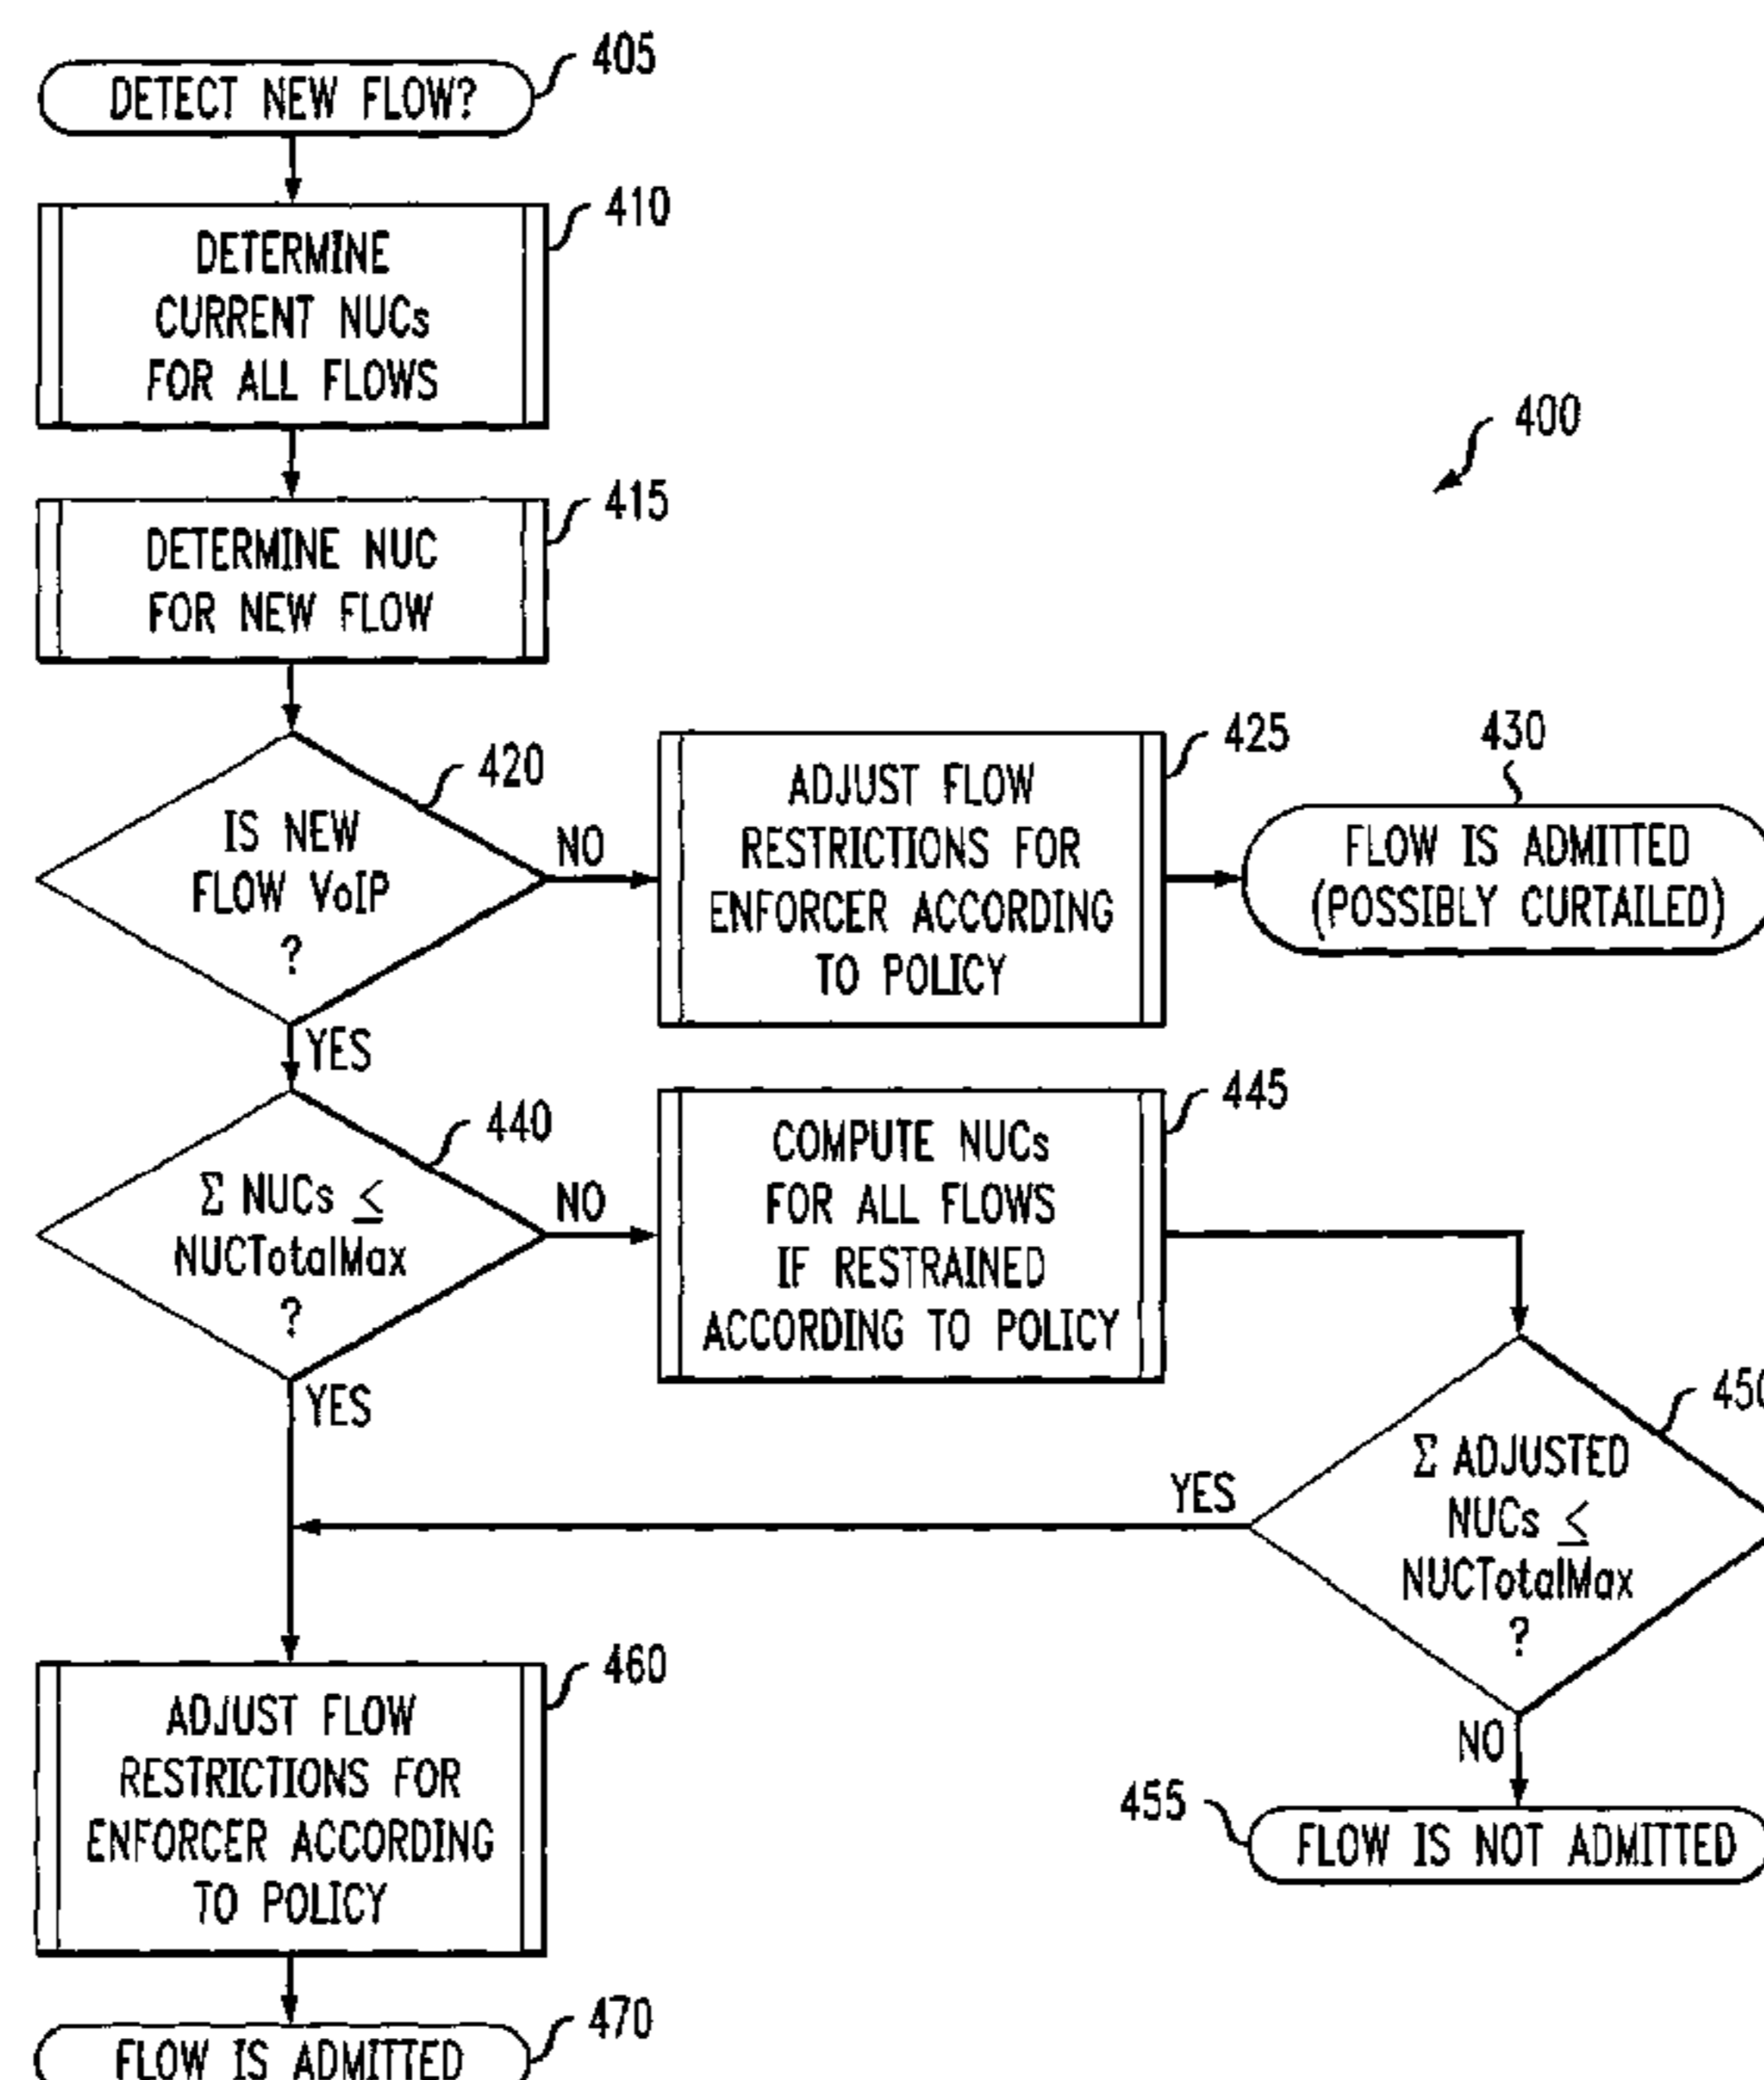 DETECT NEW FLOW?
405
DETERMINE
CURRENT NUCs
FOR ALL FLOWS
410
400
DETERMINE NUC
FOR NEW FLOW
415
IS NEW
FLOW VoIP
?
420
NO
YES
ADJUST FLOW
RESTRICTIONS FOR
ENFORCER ACCORDING
TO POLICY
425
430
FLOW IS ADMITTED
(POSSIBLY CURTAILED)
Σ NUCs ≤
NUCTotalMax
?
440
NO
YES
COMPUTE NUCs
FOR ALL FLOWS
IF RESTRAINED
ACCORDING TO POLICY
445
Σ ADJUSTED
NUCs ≤
NUCTotalMax
?
450
YES
NO
455
FLOW IS NOT ADMITTED
ADJUST FLOW
RESTRICTIONS FOR
ENFORCER ACCORDING
TO POLICY
460
FLOW IS ADMITTED
470